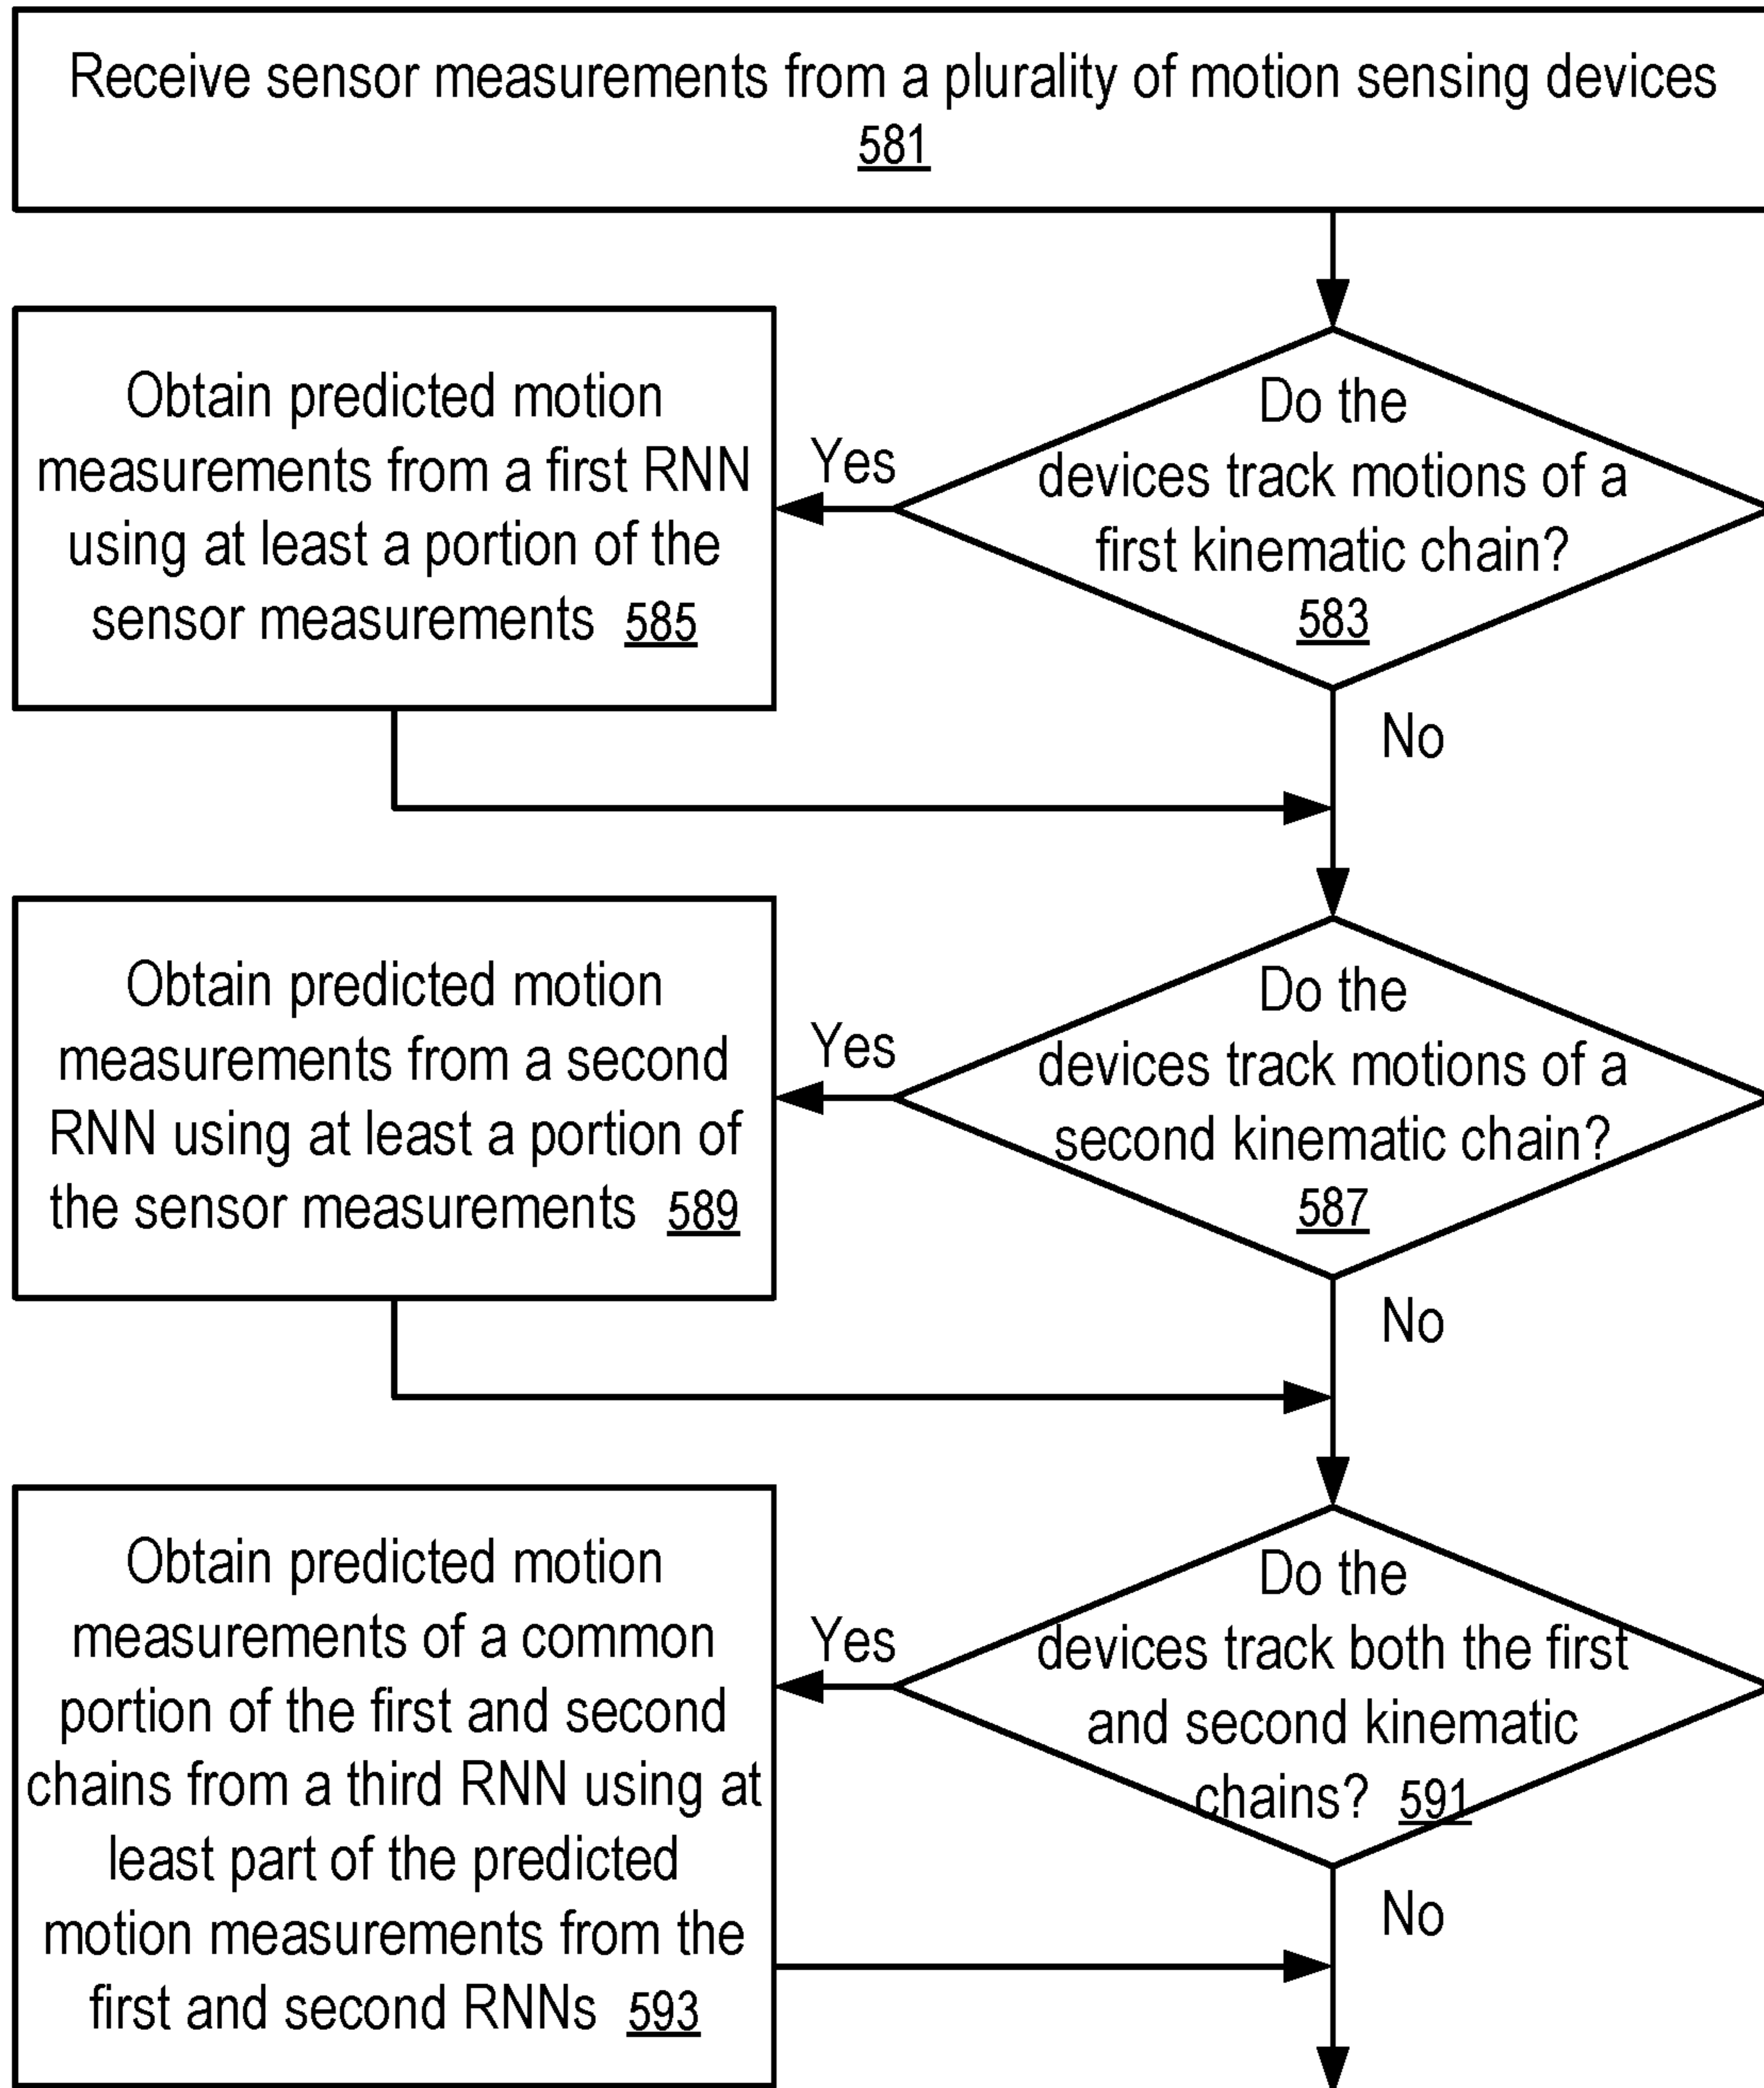 Receive sensor measurements from a plurality of motion sensing devices
581
Do the
devices track motions of a
first kinematic chain?
583
Yes
Obtain predicted motion
measurements from a first RNN
using at least a portion of the
sensor measurements 585
No
Do the
devices track motions of a
second kinematic chain?
587
Yes
Obtain predicted motion
measurements from a second
RNN using at least a portion of
the sensor measurements 589
No
Do the
devices track both the first
and second kinematic
chains? 591
Yes
Obtain predicted motion
measurements of a common
portion of the first and second
chains from a third RNN using at
least part of the predicted
motion measurements from the
first and second RNNs 593
No